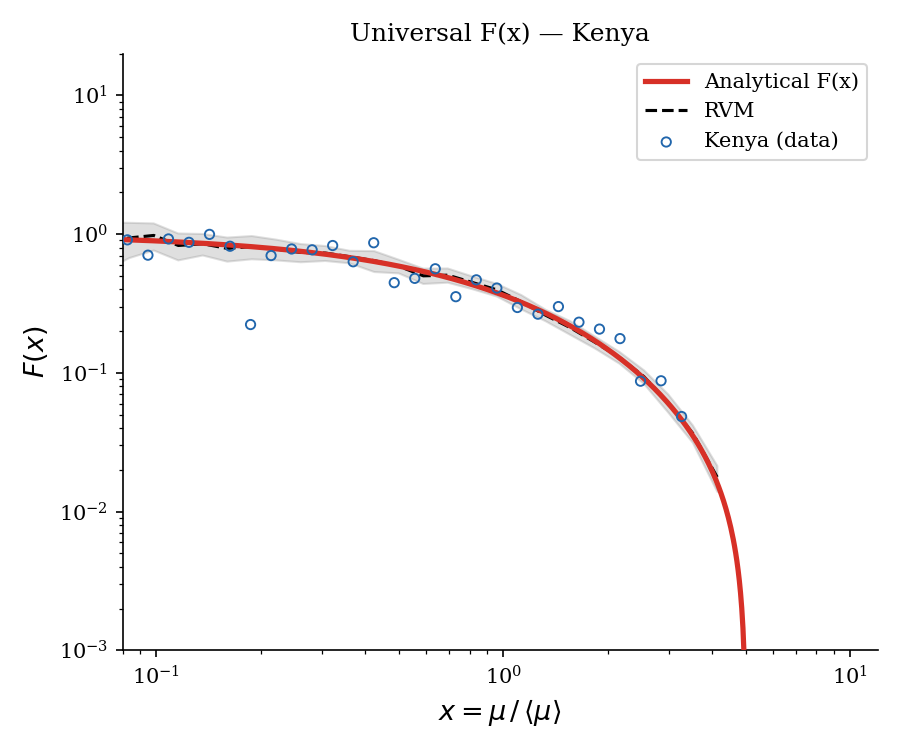 Universal F(x) — Kenya
Analytical F(x)
RVM
Kenya (data)
F(x)
10¹
10⁰
10⁻¹
10⁻²
10⁻³
10⁻¹
10⁰
10¹
x = μ / ⟨μ⟩